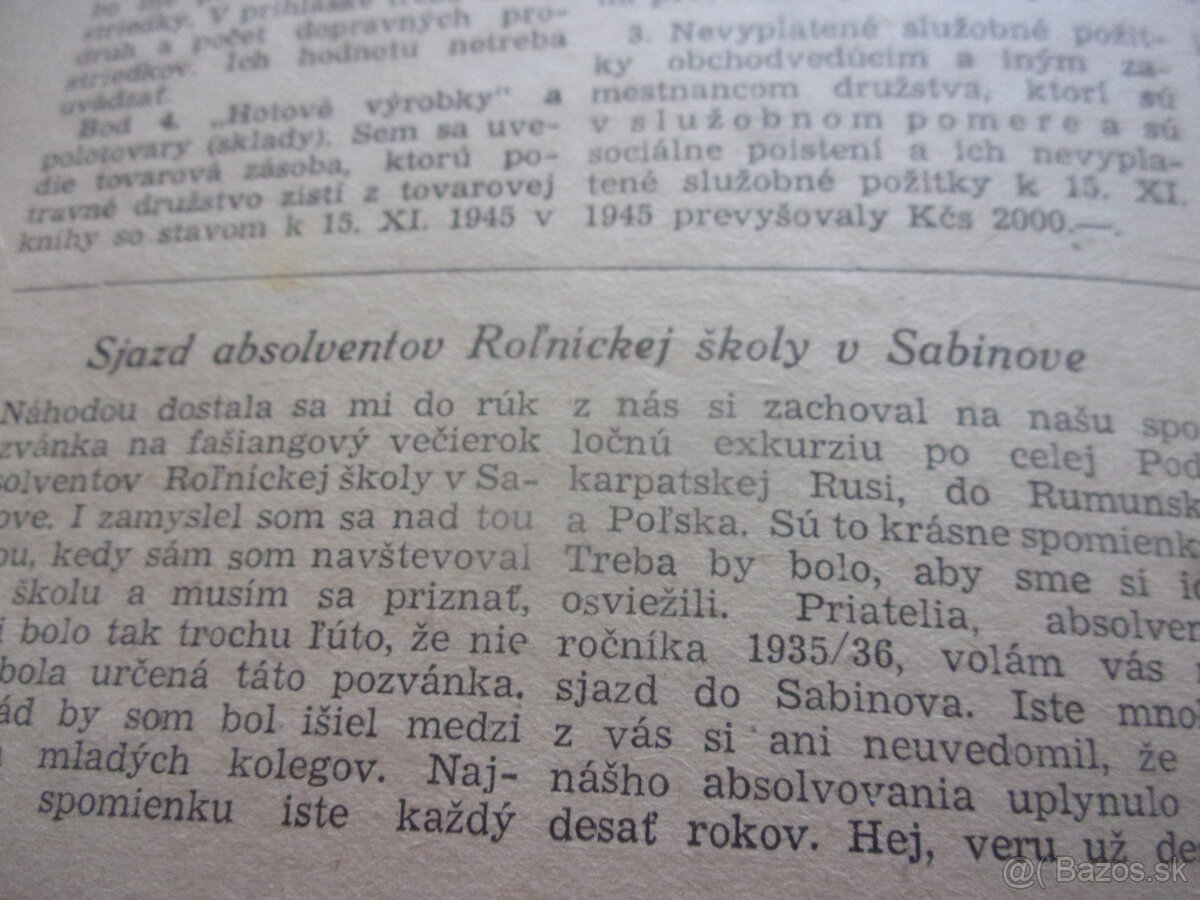 striedky. V prihláške treba
druh a počet dopravných pro-
striedkov. Ich hodnotu netreba
uvádzať.
Bod 4. „Hotové výrobky" a
polotovary (sklady). Sem sa uve-
die tovarová zásoba, ktorú po-
travné družstvo zistí z tovarovej
knihy so stavom k 15. XI. 1945 v
3. Nevyplatené služobné požit-
ky obchodvedúcim a iným za-
mestnancom družstva, ktorí sú
v služobnom pomere a sú
sociálne poistení a ich nevypla-
tené služobné požitky k 15. XI.
1945 prevyšovaly Kčs 2000.—.
Sjazd absolventov Roľníckej školy v Sabinove
Náhodou dostala sa mi do rúk
zvánka na fašiangový večierok
solventov Roľníckej školy v Sa-
ove. I zamyslel som sa nad tou
ou, kedy sám som navštevoval
školu a musím sa priznať,
i bolo tak trochu ľúto, že nie
bola určená táto pozvánka.
ád by som bol išiel medzi
mladých kolegov. Naj-
spomienku iste každý
z nás si zachoval na našu spo
ločnú exkurziu po celej Pod
karpatskej Rusi, do Rumunsk
a Poľska. Sú to krásne spomienk
Treba by bolo, aby sme si ic
osviežili. Priatelia, absolven
ročníka 1935/36, volám vás
sjazd do Sabinova. Iste mno
z vás si ani neuvedomil, že
nášho absolvovania uplynulo
desať rokov. Hej, veru už des
@( Bazos.sk